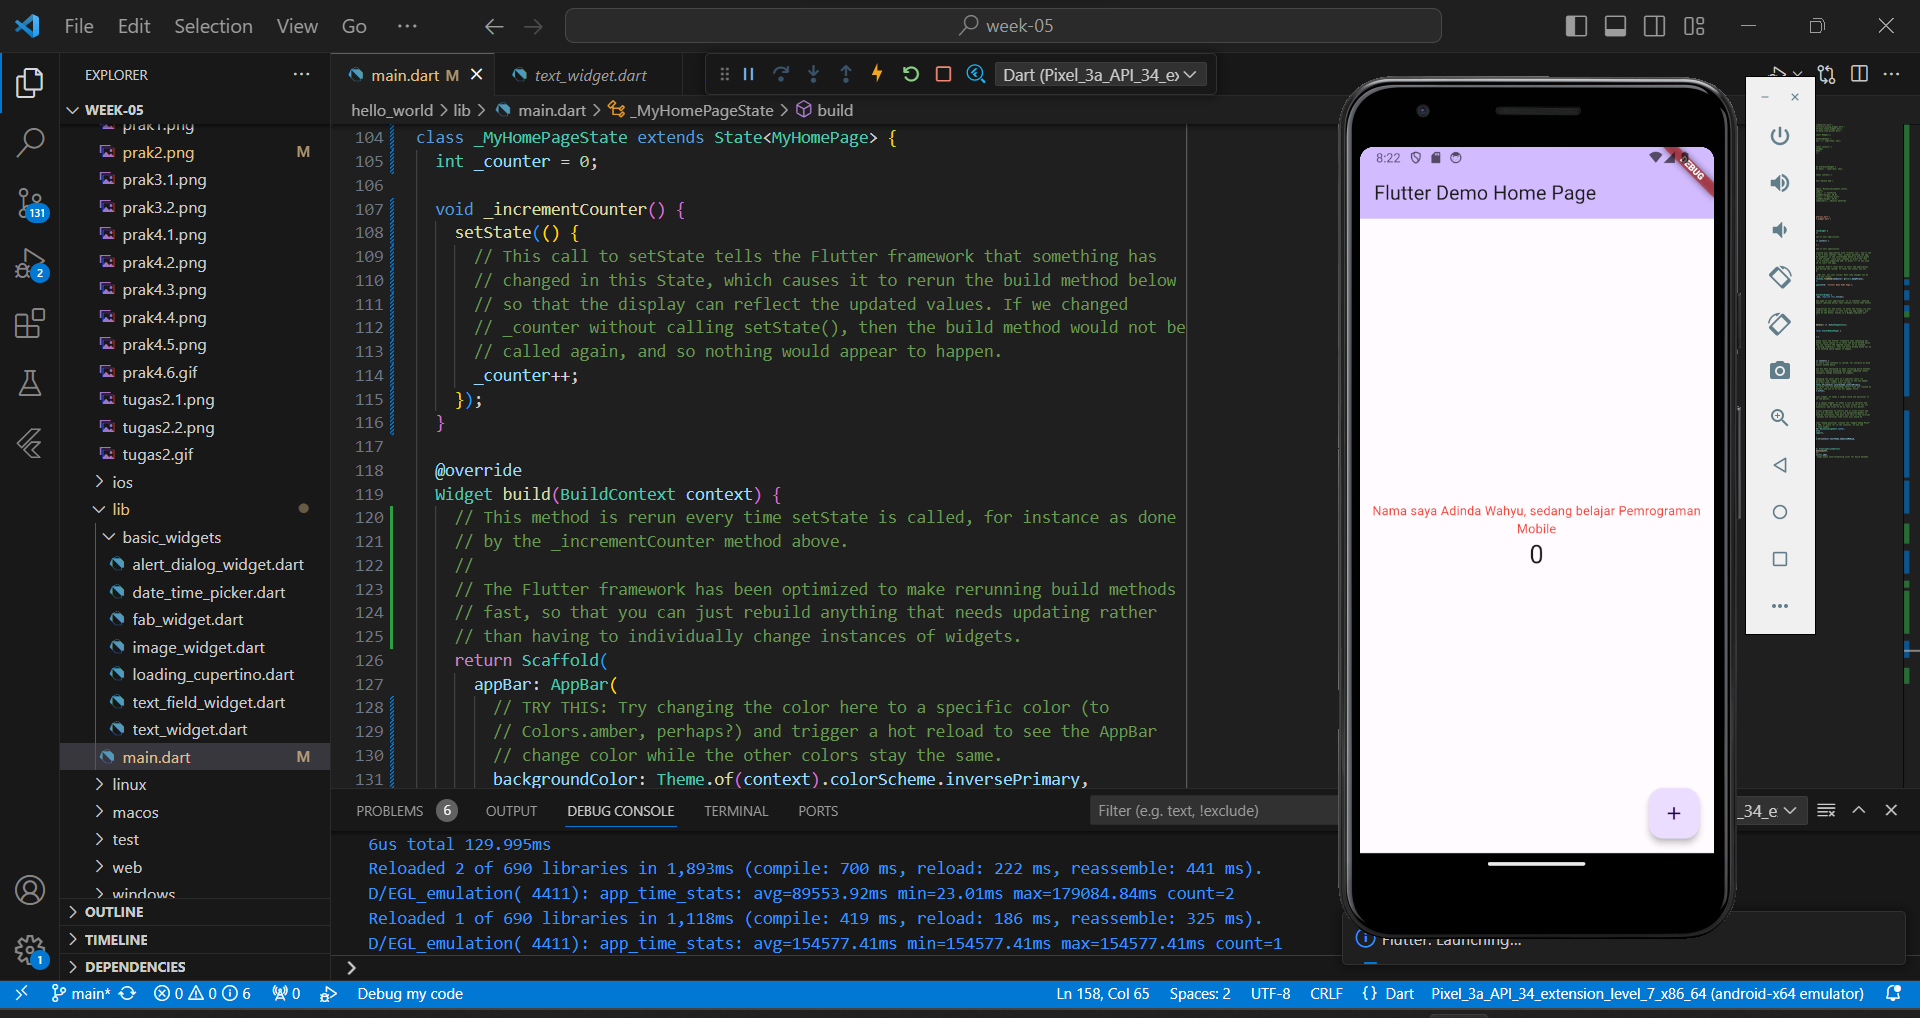 File Edit Selection View Go ···
week-05
EXPLORER
WEEK-05
prak1.png
prak2.png M
prak3.1.png
prak3.2.png
prak4.1.png
prak4.2.png
prak4.3.png
prak4.4.png
prak4.5.png
prak4.6.gif
tugas2.1.png
tugas2.2.png
tugas2.gif
ios
lib
basic_widgets
alert_dialog_widget.dart
date_time_picker.dart
fab_widget.dart
image_widget.dart
loading_cupertino.dart
text_field_widget.dart
text_widget.dart
main.dart M
linux
macos
test
web
windows
OUTLINE
TIMELINE
DEPENDENCIES
131
2
1
main.dart M
text_widget.dart
Dart (Pixel_3a_API_34_ex
hello_world > lib > main.dart > _MyHomePageState > build
104 class _MyHomePageState extends State<MyHomePage> {
105 int _counter = 0;
106
107 void _incrementCounter() {
108 setState(() {
109 // This call to setState tells the Flutter framework that something has
110 // changed in this State, which causes it to rerun the build method below
111 // so that the display can reflect the updated values. If we changed
112 // _counter without calling setState(), then the build method would not be
113 // called again, and so nothing would appear to happen.
114 _counter++;
115 });
116 }
117
118 @override
119 Widget build(BuildContext context) {
120 // This method is rerun every time setState is called, for instance as done
121 // by the _incrementCounter method above.
122 //
123 // The Flutter framework has been optimized to make rerunning build methods
124 // fast, so that you can just rebuild anything that needs updating rather
125 // than having to individually change instances of widgets.
126 return Scaffold(
127 appBar: AppBar(
128 // TRY THIS: Try changing the color here to a specific color (to
129 // Colors.amber, perhaps?) and trigger a hot reload to see the AppBar
130 // change color while the other colors stay the same.
131 backgroundColor: Theme.of(context).colorScheme.inversePrimary,
PROBLEMS 6 OUTPUT DEBUG CONSOLE TERMINAL PORTS
Filter (e.g. text, !exclude)
_34_e
6us total 129.995ms
Reloaded 2 of 690 libraries in 1,893ms (compile: 700 ms, reload: 222 ms, reassemble: 441 ms).
D/EGL_emulation( 4411): app_time_stats: avg=89553.92ms min=23.01ms max=179084.84ms count=2
Reloaded 1 of 690 libraries in 1,118ms (compile: 419 ms, reload: 186 ms, reassemble: 325 ms).
D/EGL_emulation( 4411): app_time_stats: avg=154577.41ms min=154577.41ms max=154577.41ms count=1
8:22
DEBUG
Flutter Demo Home Page
Nama saya Adinda Wahyu, sedang belajar Pemrograman
Mobile
0
+
Flutter: Launching...
main* 0 0 6 0 Debug my code
Ln 158, Col 65 Spaces: 2 UTF-8 CRLF {} Dart Pixel_3a_API_34_extension_level_7_x86_64 (android-x64 emulator)